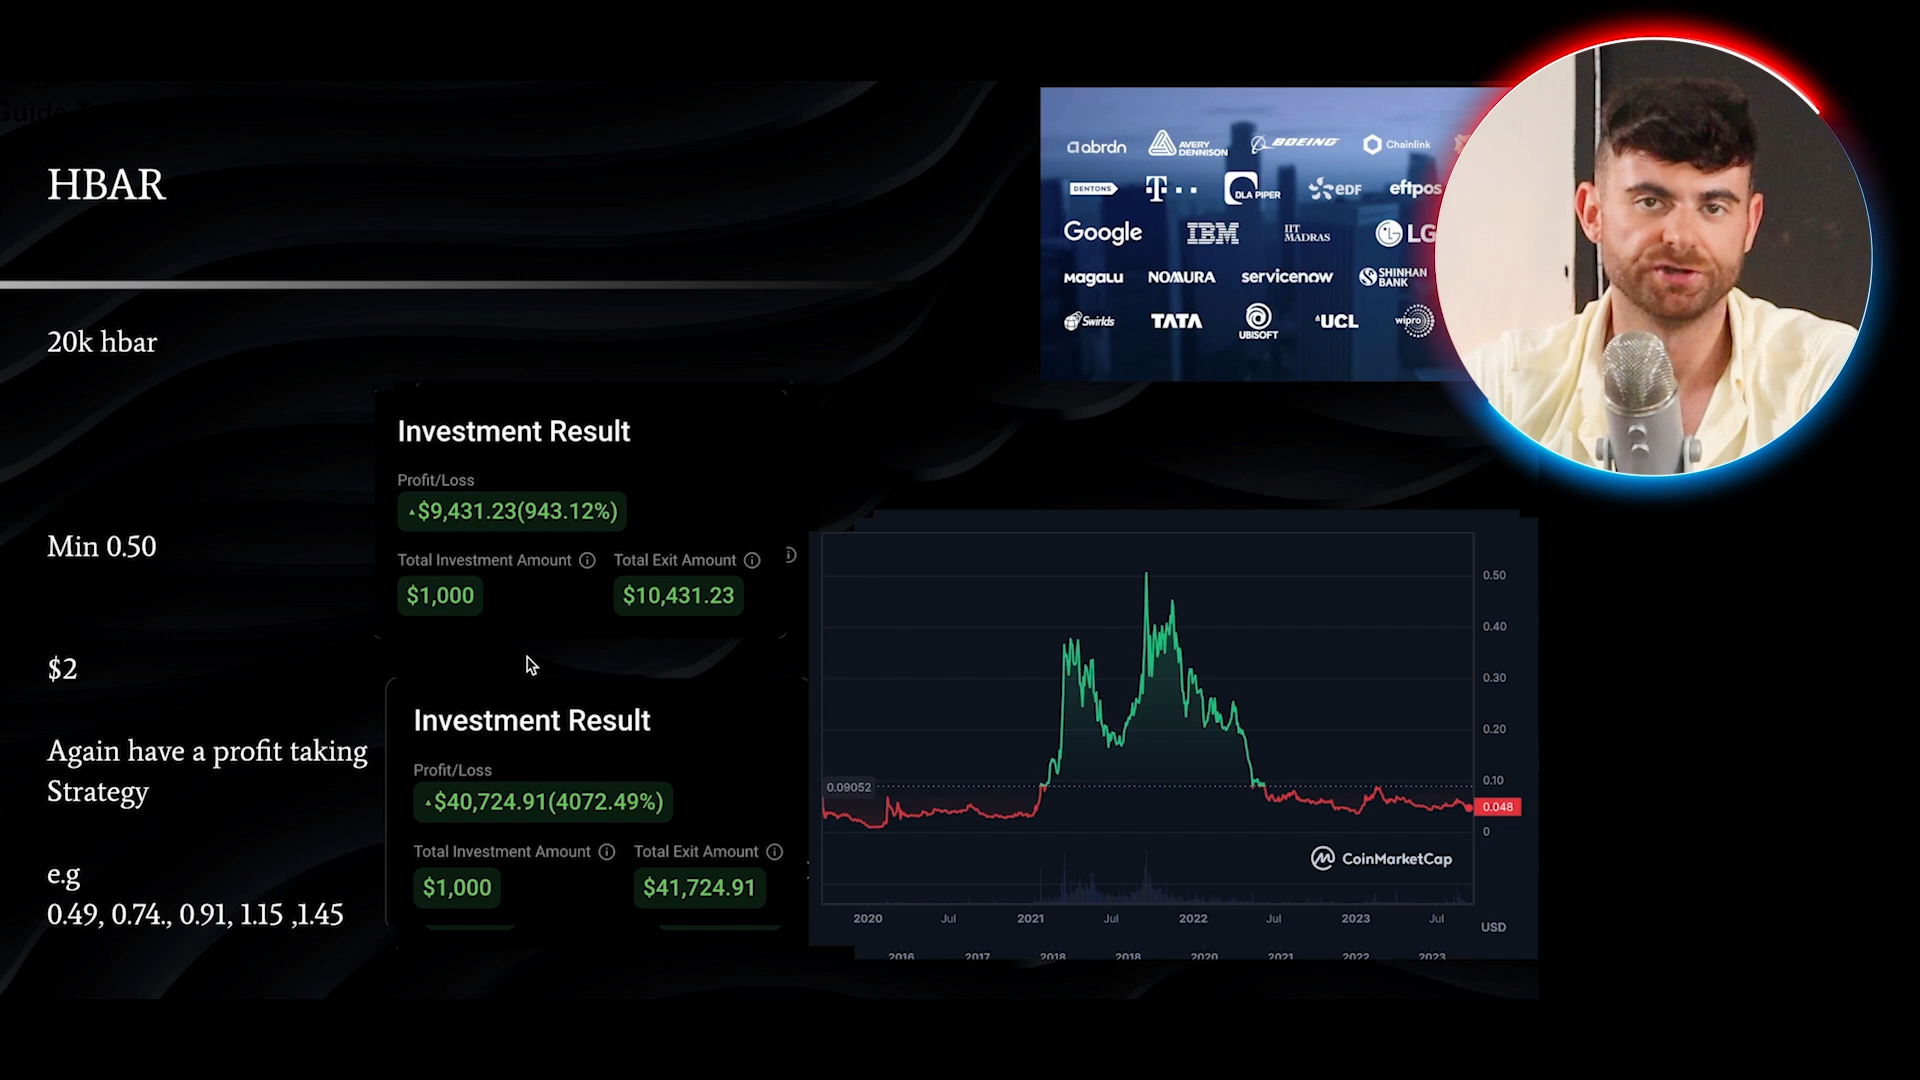 HBAR
20k hbar
Min 0.50
$2
Again have a profit taking
Strategy
e.g
0.49, 0.74., 0.91, 1.15 ,1.45
Investment Result
Profit/Loss
$9,431.23(943.12%)
Total Investment Amount Total Exit Amount
$1,000 $10,431.23
Investment Result
Profit/Loss
$40,724.91(4072.49%)
Total Investment Amount Total Exit Amount
$1,000 $41,724.91
abrdn AVERY DENNISON BOEING Chainlink
DENTONS T DLA PIPER eDF eftpos
Google IBM IIT MADRAS LG
Magalu NOMURA servicenow SHINHAN BANK
Swirlds TATA UBISOFT UCL wipro
0.50
0.40
0.30
0.20
0.10
0.09052
0.048
0
CoinMarketCap
2020 Jul 2021 Jul 2022 Jul 2023 Jul
USD
2016 2017 2018 2018 2020 2021 2022 2023